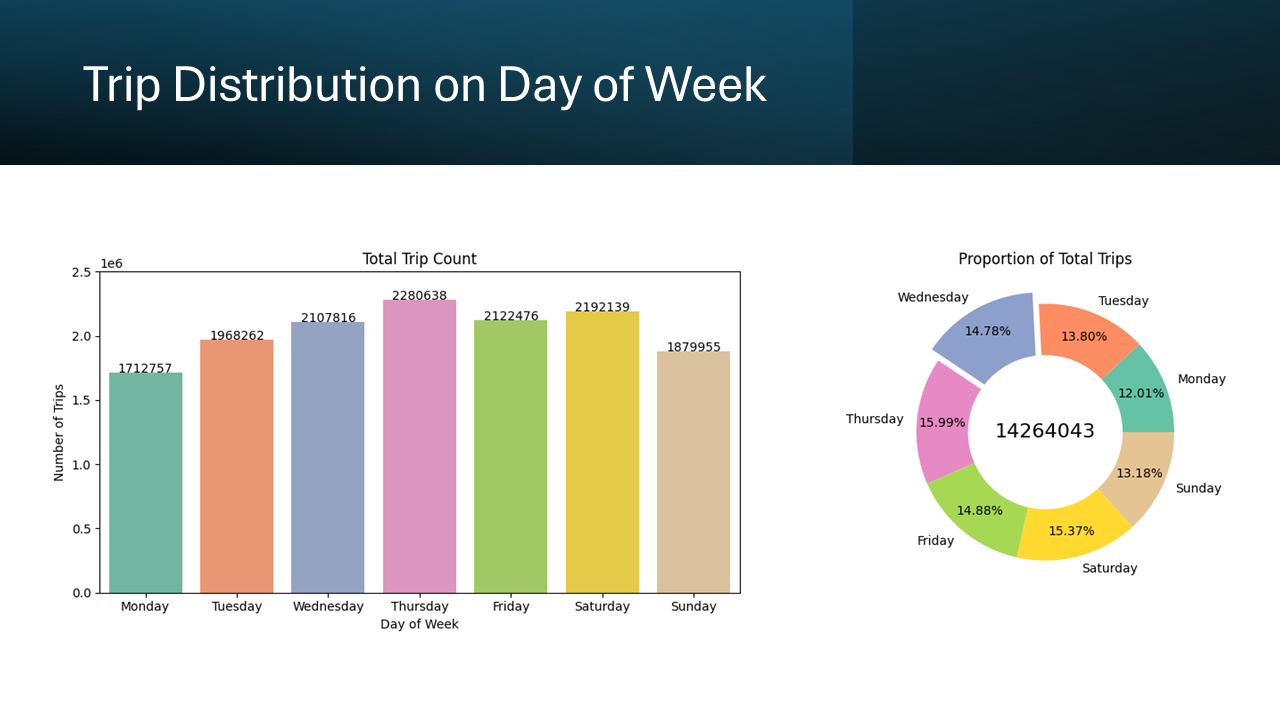 Trip Distribution on Day of Week
Total Trip Count
1e6
2.5
2.0
1.5
1.0
0.5
0.0
Number of Trips
1712757
1968262
2107816
2280638
2122476
2192139
1879955
Monday
Tuesday
Wednesday
Thursday
Friday
Saturday
Sunday
Day of Week
Proportion of Total Trips
Wednesday
14.78%
Tuesday
13.80%
Monday
12.01%
Thursday
15.99%
14264043
Sunday
13.18%
Friday
14.88%
Saturday
15.37%